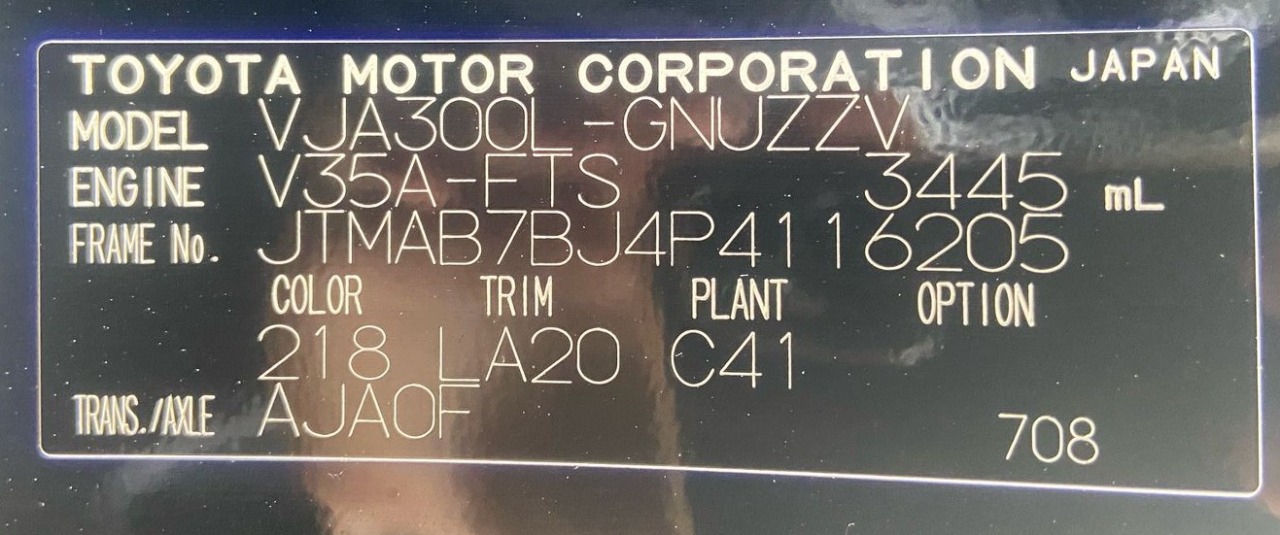 TOYOTA MOTOR CORPORATION JAPAN
MODEL VJA300L-GNUZZV
ENGINE V35A-FTS 3445 mL
FRAME No. JTMAB7BJ4P4116205
COLOR TRIM PLANT OPTION
218 LA20 C41
TRANS./AXLE AJA0F
708